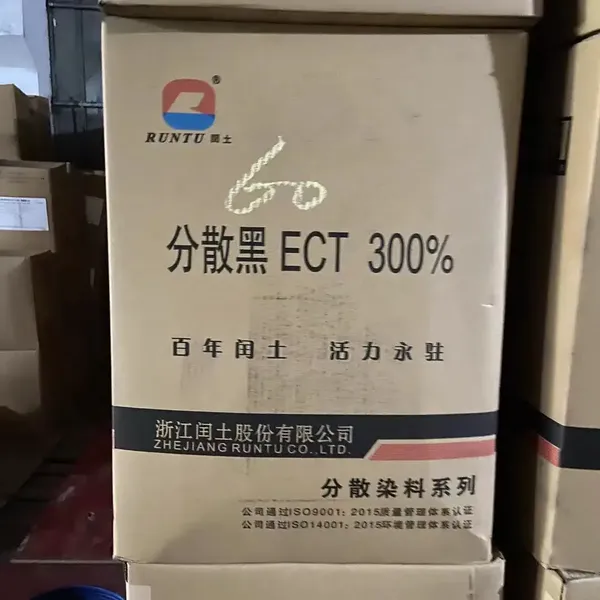 ®
RUNTU 闰土
分散黑 ECT 300%
百年闰土 活力永驻
浙江闰土股份有限公司
ZHEJIANG RUNTU CO., LTD.
分散染料系列
公司通过ISO9001：2015质量管理体系认证
公司通过ISO14001：2015环境管理体系认证